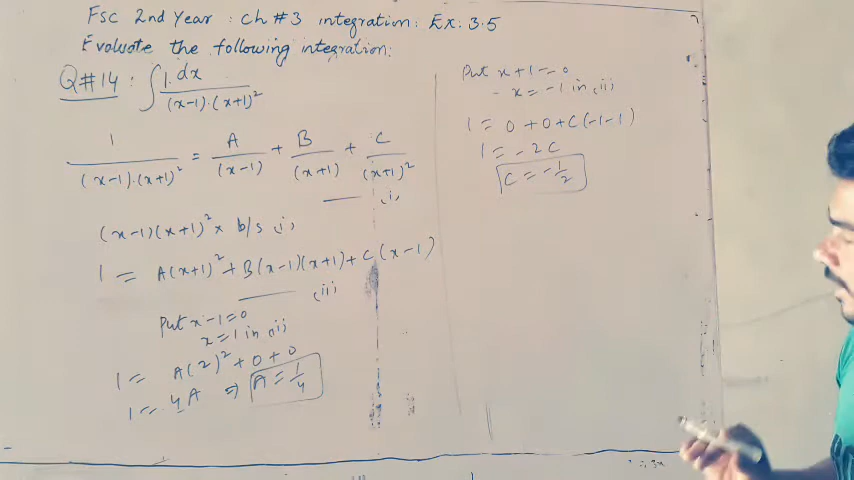 Fsc 2nd Year : Ch # 3 integration: Ex: 3.5
Evaluate the following integration:
Q#14 : ∫ 1.dx / (x-1).(x+1)²
1 / (x-1).(x+1)² = A / (x-1) + B / (x+1) + C / (x+1)²
—— (i)
(x-1)(x+1)² x b/s (i)
1 = A(x+1)² + B(x-1)(x+1) + C(x-1)
—— (ii)
Put x-1=0
x=1 in (ii)
1 = A(2)² + 0 + 0
1 = 4A ⇒ A = 1/4
Put x+1=0
x = -1 in (ii)
1 = 0 + 0 + C(-1-1)
1 = -2C
C = -1/2